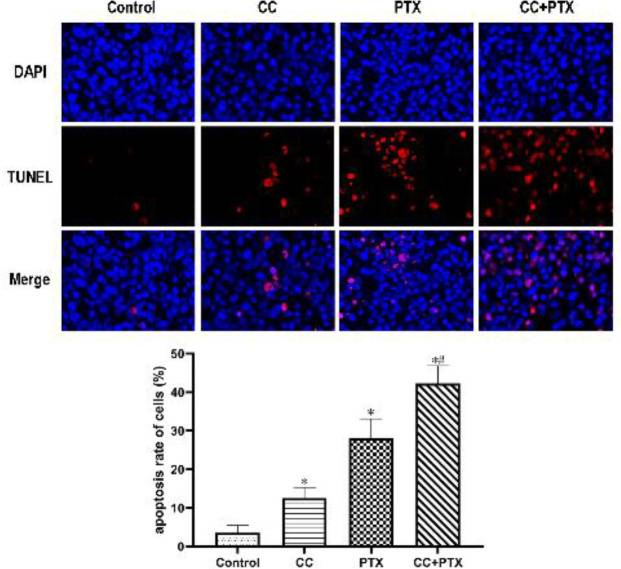 Control CC PTX CC+PTX
DAPI
TUNEL
Merge
apoptosis rate of cells (%)
50
40
30
20
10
0
*
*
*#
Control CC PTX CC+PTX